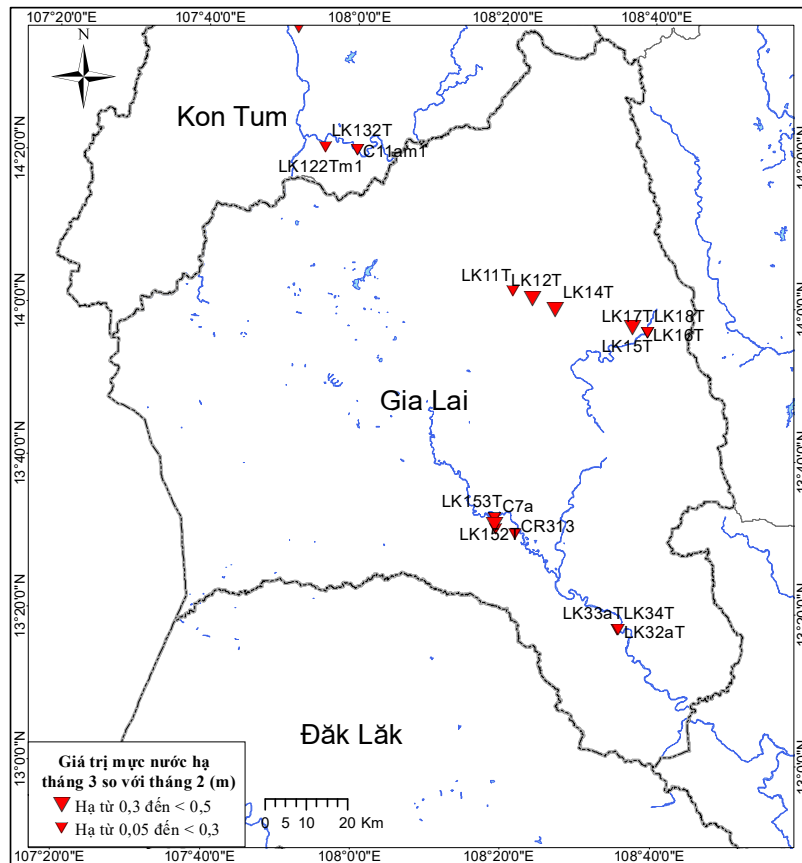 107°20'0"E 107°40'0"E 108°0'0"E 108°20'0"E 108°40'0"E
N
Kon Tum
LK132T
C11am1
LK122Tm1
14°20'0"N 14°20'0"N
LK11T LK12T
LK14T
14°0'0"N 14°0'0"N
LK17T LK18T
LK16T
LK15T
Gia Lai
13°40'0"N 13°40'0"N
LK153T C7a
CR313
LK152T
13°20'0"N 13°20'0"N
LK33aT LK34T
LK32aT
Đăk Lăk
13°0'0"N 13°0'0"N
Giá trị mực nước hạ
tháng 3 so với tháng 2 (m)
Hạ từ 0,3 đến < 0,5
Hạ từ 0,05 đến < 0,3
0 5 10 20 Km
107°20'0"E 107°40'0"E 108°0'0"E 108°20'0"E 108°40'0"E